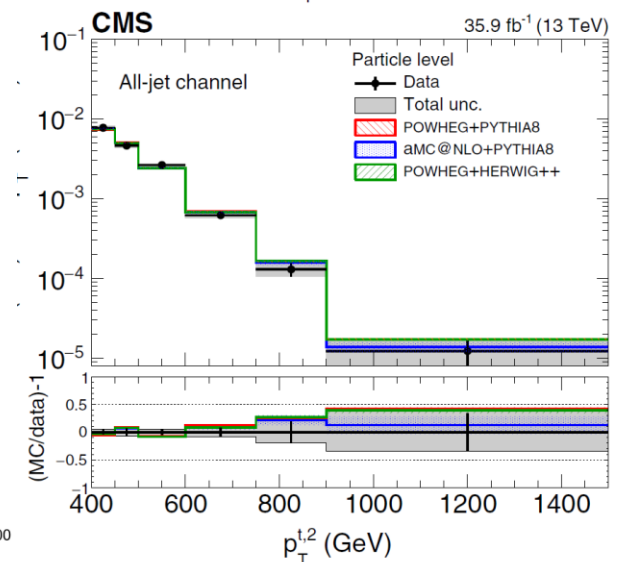 CMS
35.9 fb⁻¹ (13 TeV)
10⁻¹
10⁻²
10⁻³
10⁻⁴
10⁻⁵
All-jet channel
Particle level
Data
Total unc.
POWHEG+PYTHIA8
aMC@NLO+PYTHIA8
POWHEG+HERWIG++
(MC/data)-1
1
0.5
0
−0.5
−1
400 600 800 1000 1200 1400
p_T^{t,2} (GeV)
00